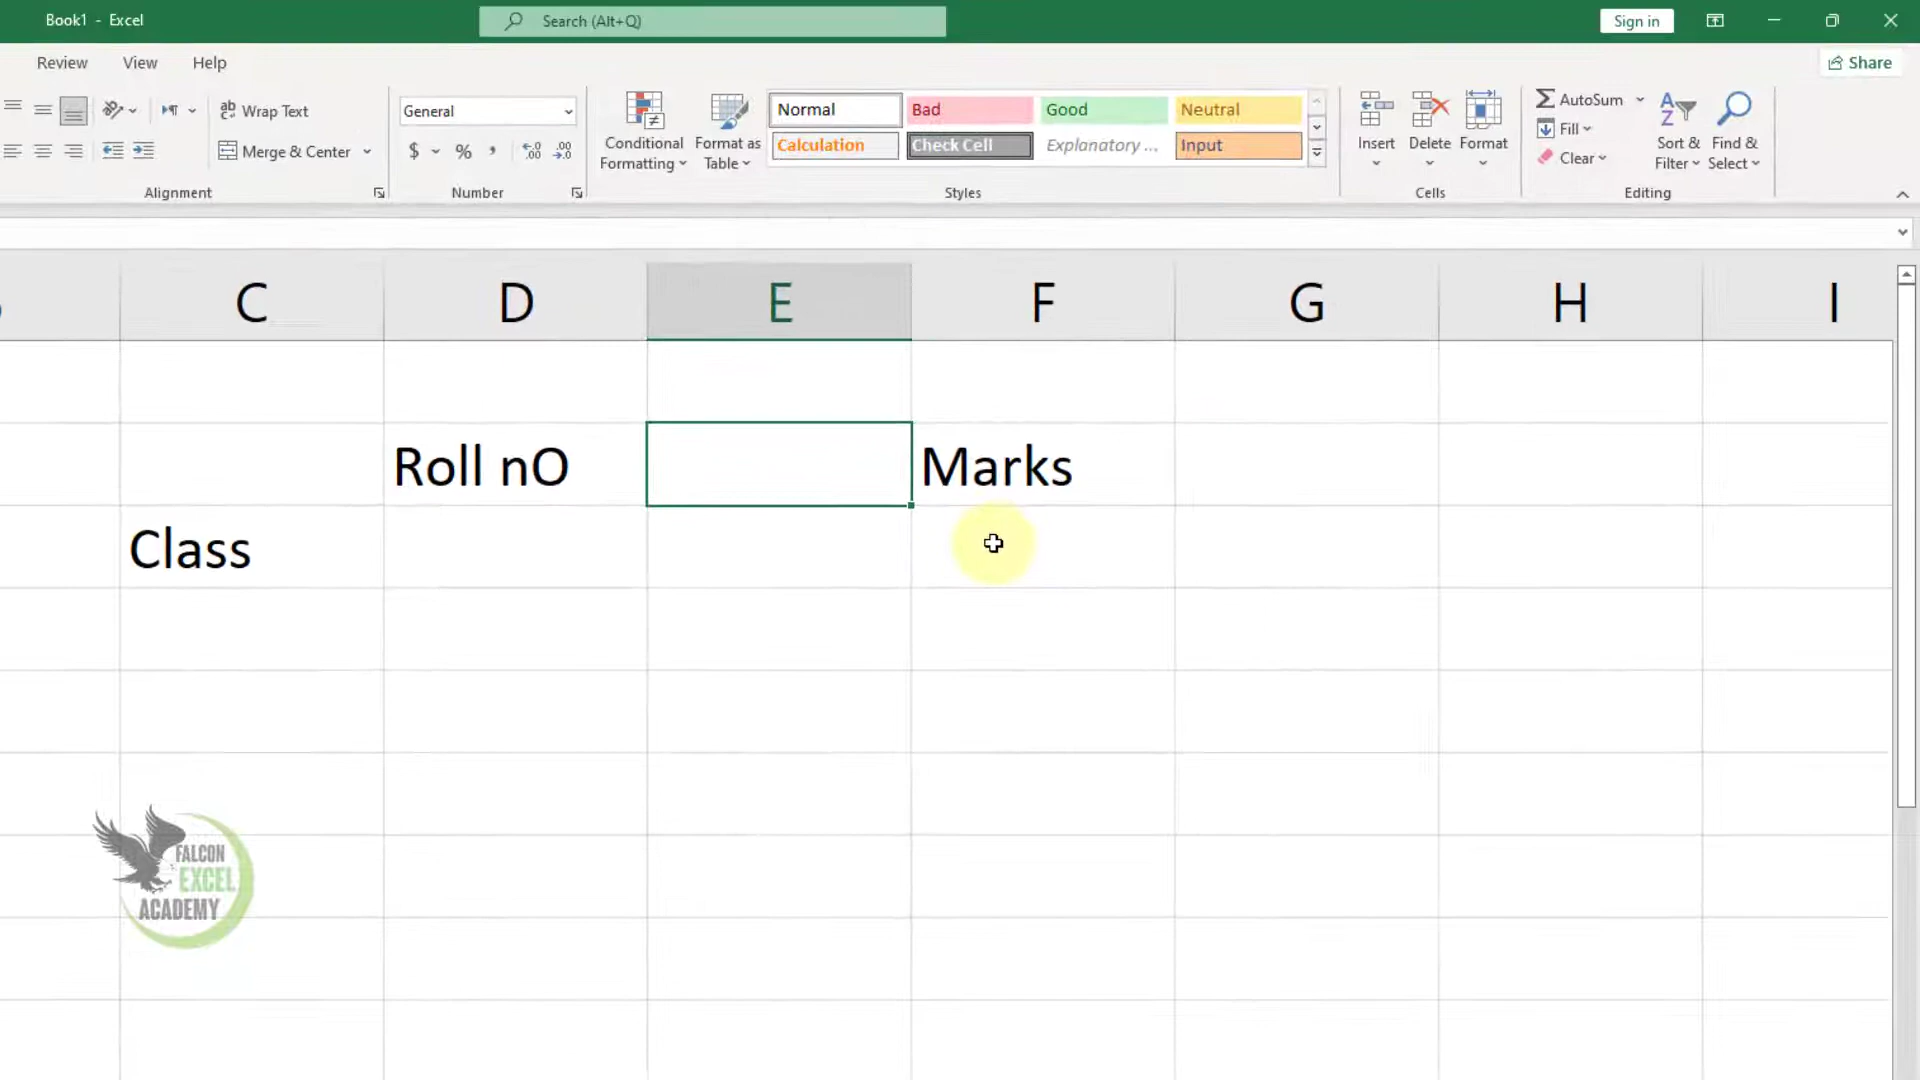 Book1 - Excel
Search (Alt+Q)
Sign in
Review View Help
Share
Wrap Text
General
Merge & Center
$ % ,
Conditional Formatting
Format as Table
Normal Bad Good Neutral
Calculation Check Cell Explanatory ... Input
Insert Delete Format
AutoSum
Fill
Clear
Sort & Filter
Find & Select
Alignment Number Styles Cells Editing
C D E F G H I
Roll nO Marks
Class
FALCON
EXCEL
ACADEMY